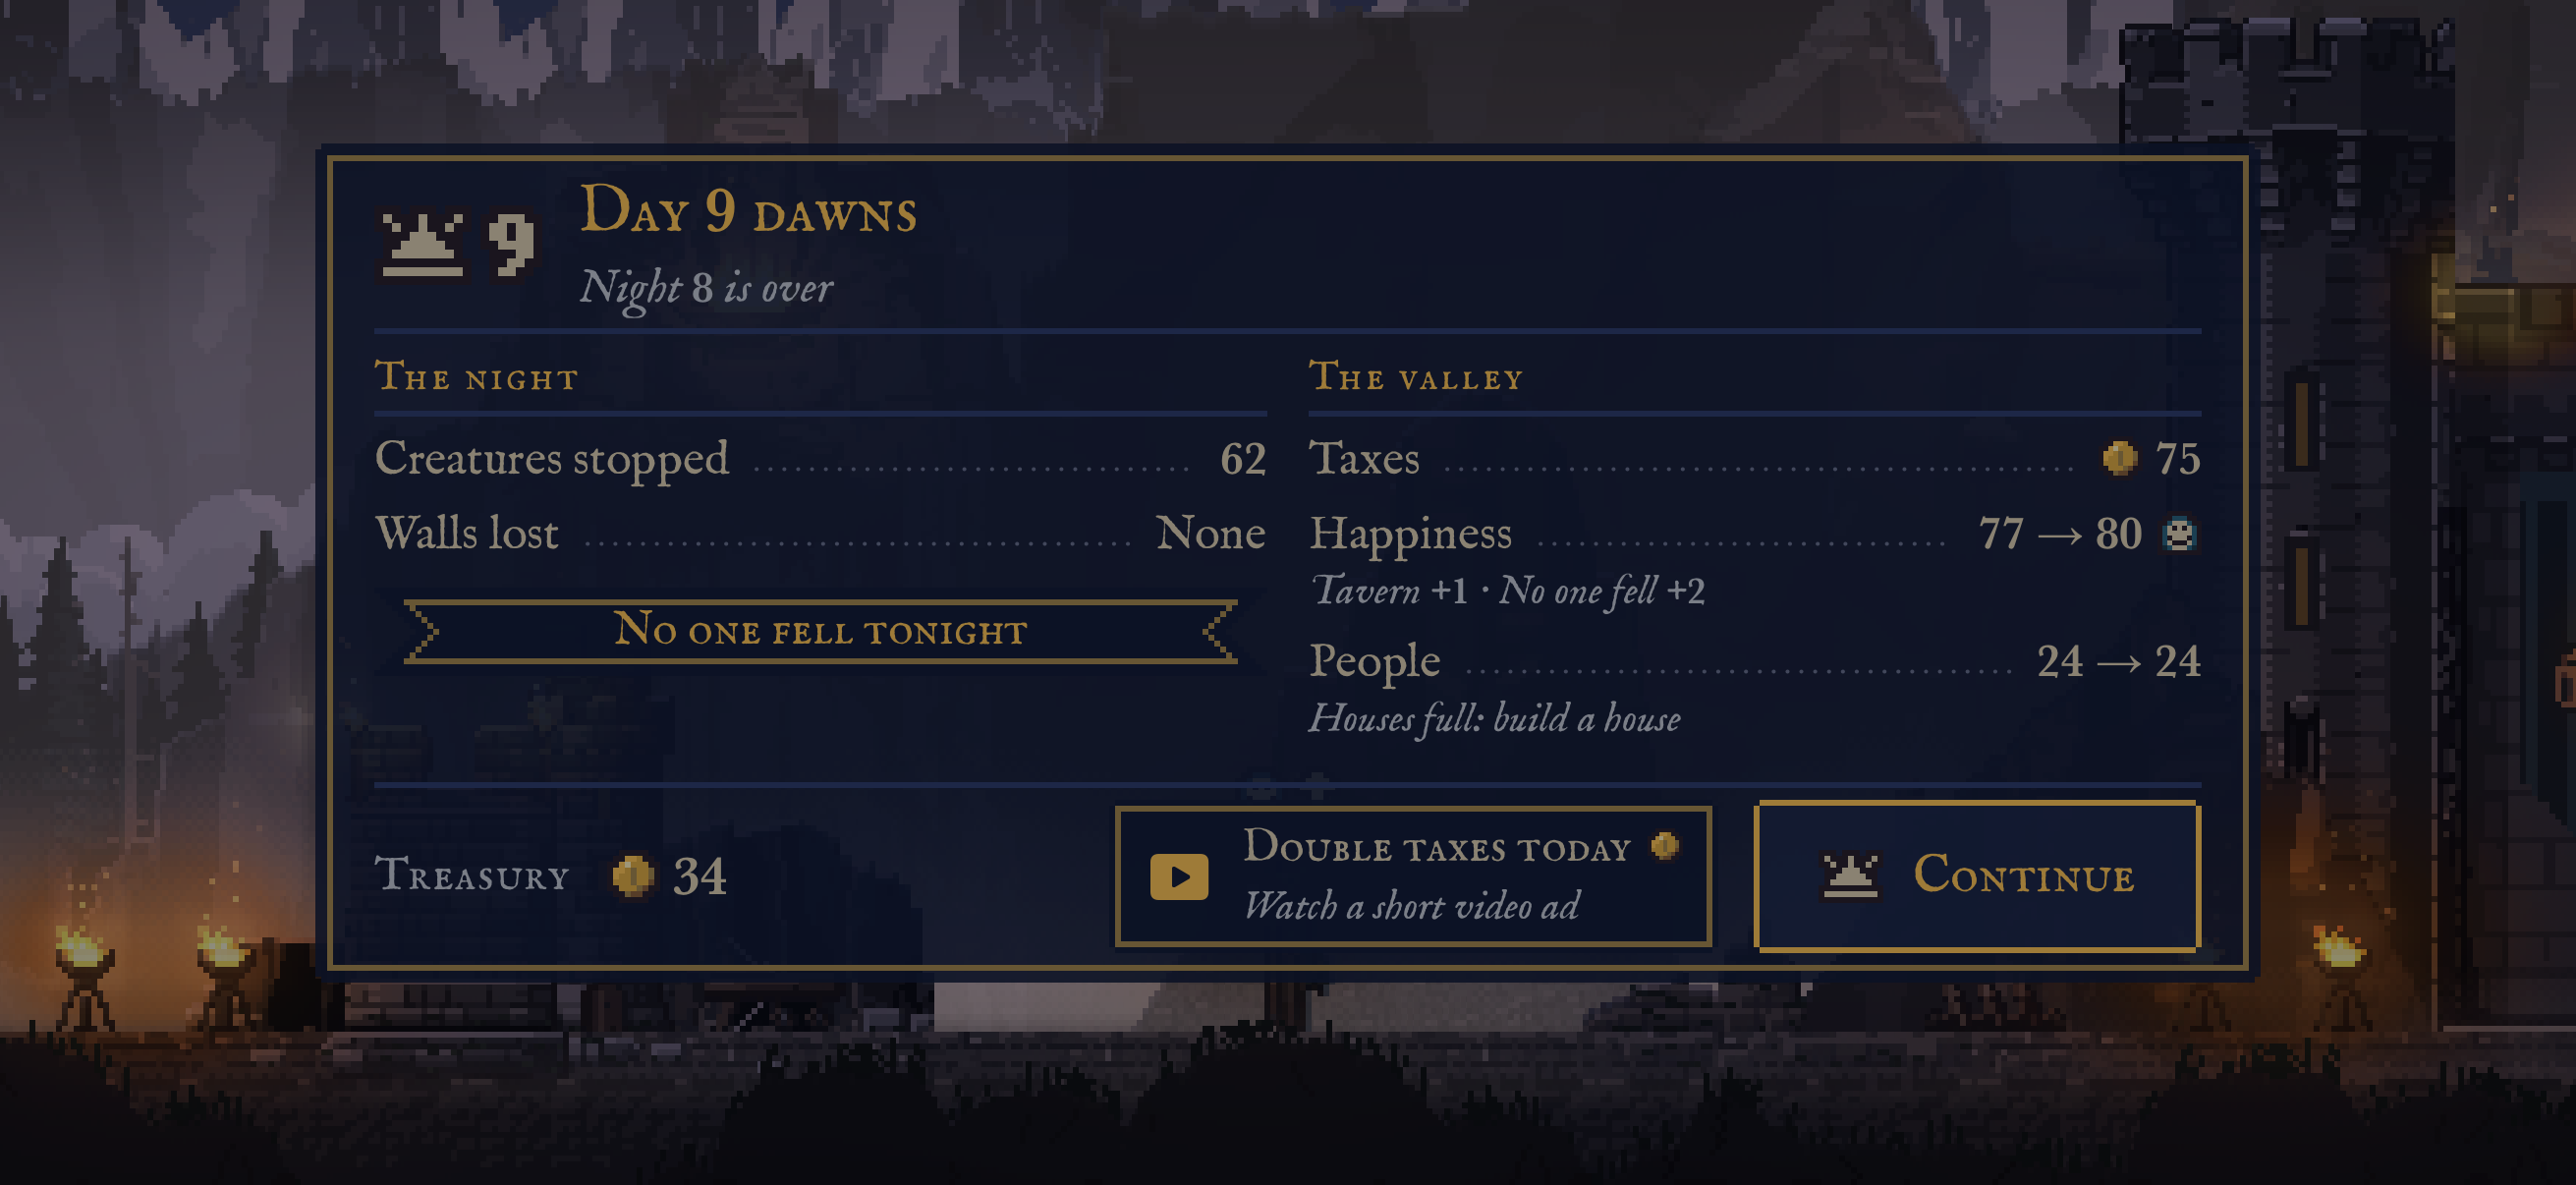 9
Day 9 dawns
Night 8 is over
The night
Creatures stopped 62
Walls lost None
No one fell tonight
The valley
Taxes 75
Happiness 77 → 80
Tavern +1 · No one fell +2
People 24 → 24
Houses full: build a house
Treasury 34
Double taxes today
Watch a short video ad
Continue